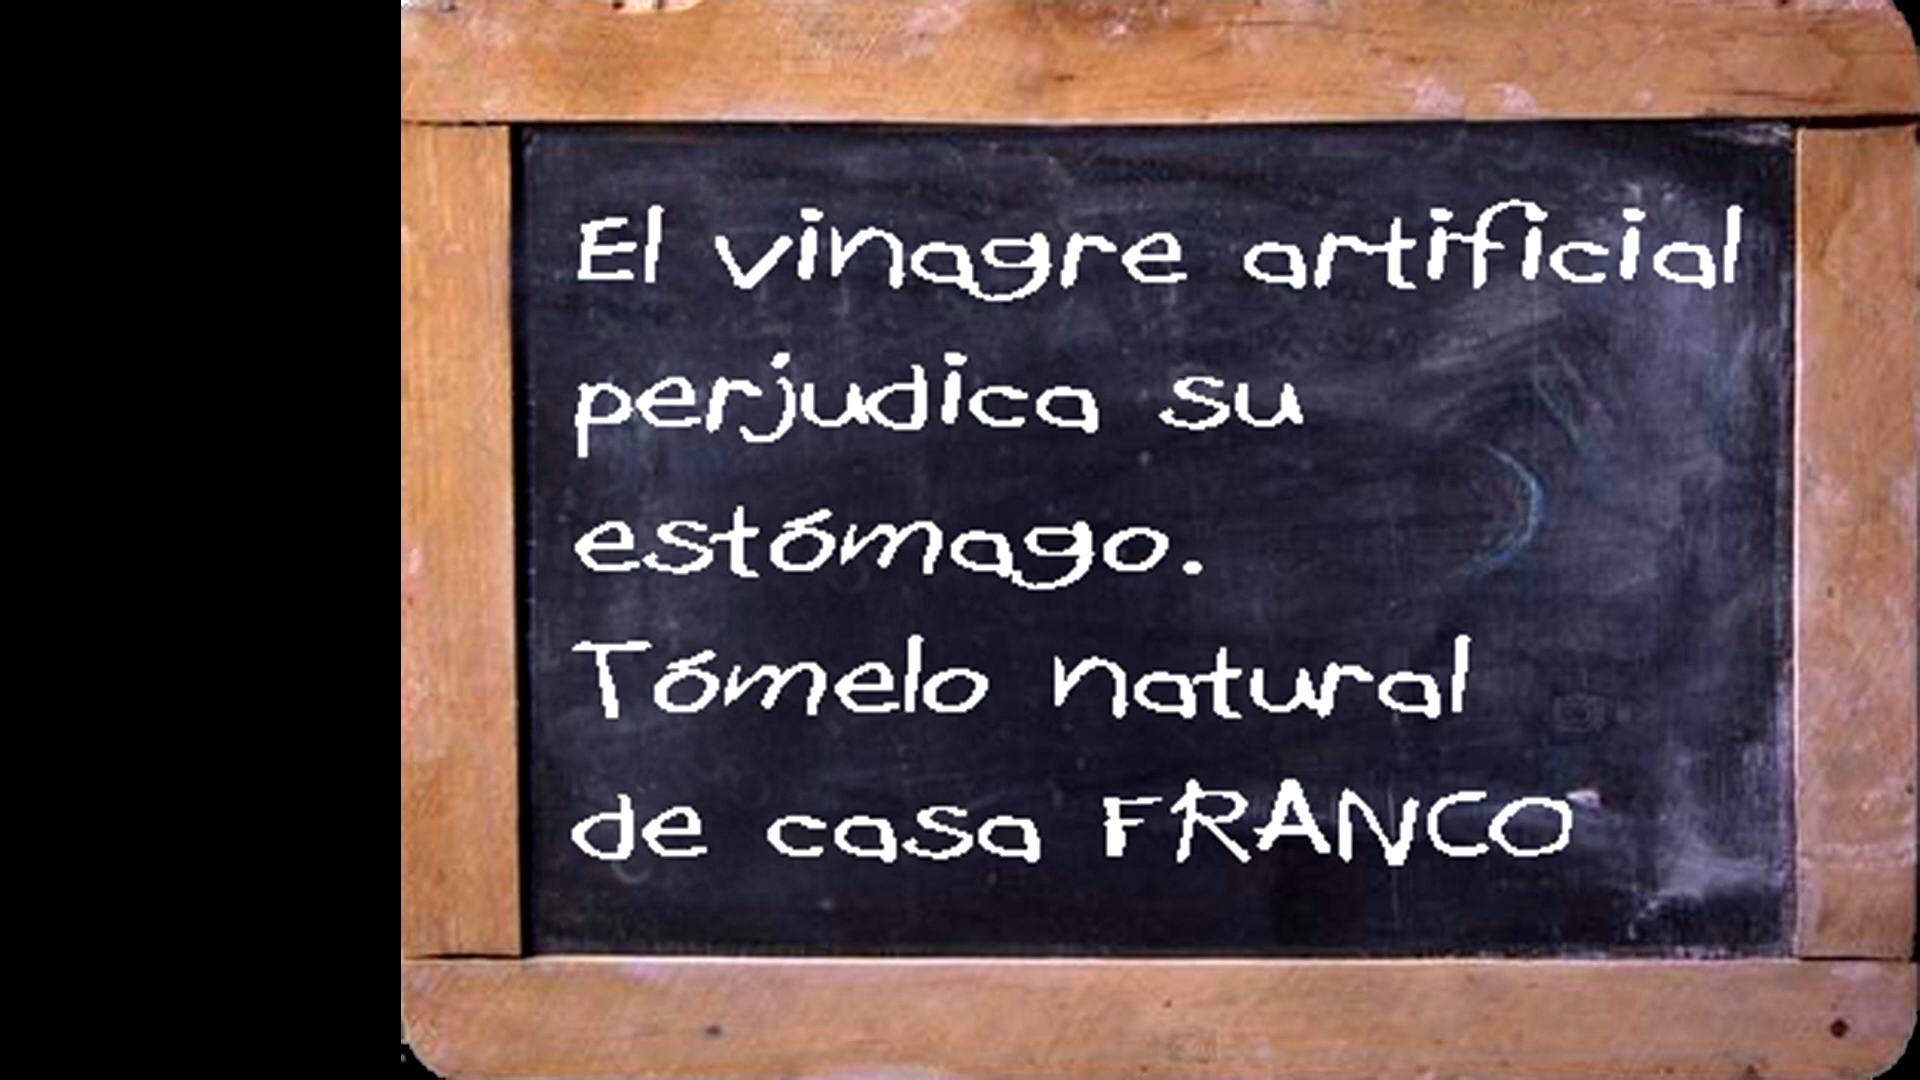 El vinagre artificial
perjudica su
estómago.
Tómelo natural
de casa FRANCO